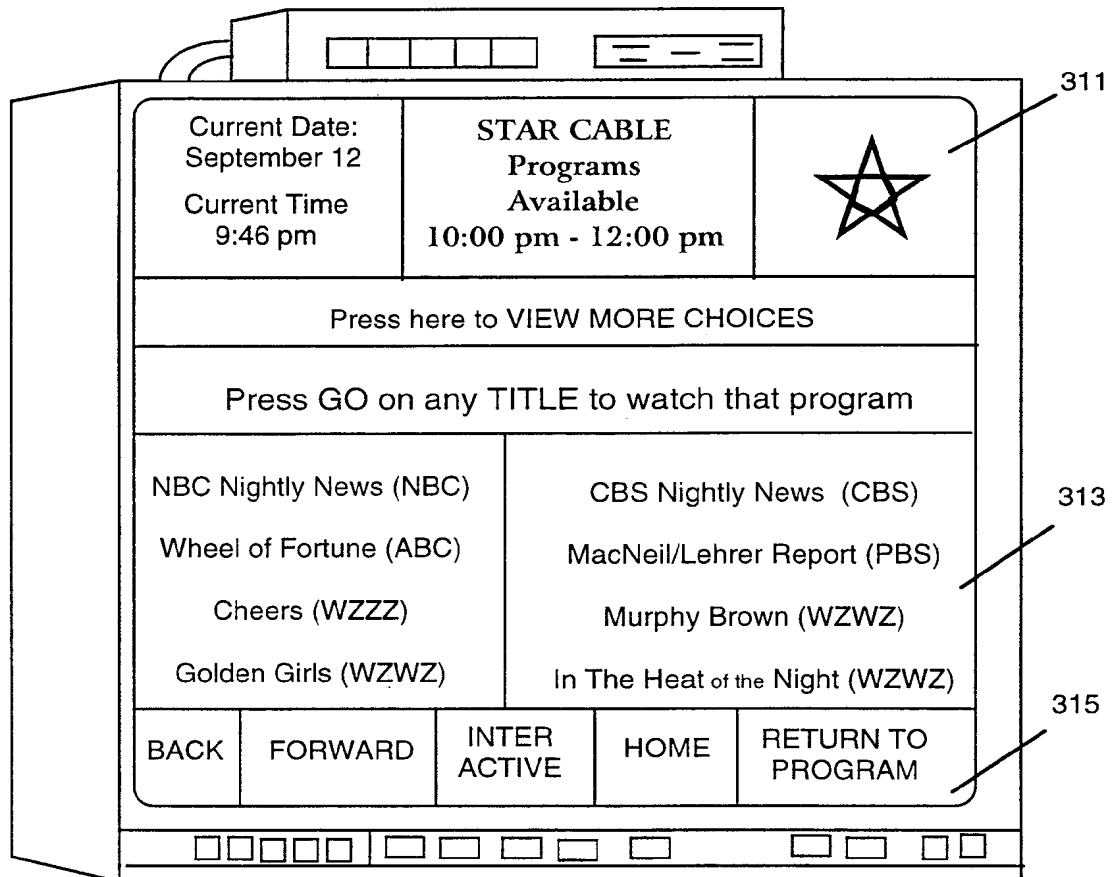 Current Date:
September 12
Current Time
9:46 pm
STAR CABLE
Programs
Available
10:00 pm - 12:00 pm
311
Press here to VIEW MORE CHOICES
Press GO on any TITLE to watch that program
NBC Nightly News (NBC)
Wheel of Fortune (ABC)
Cheers (WZZZ)
Golden Girls (WZWZ)
CBS Nightly News (CBS)
MacNeil/Lehrer Report (PBS)
Murphy Brown (WZWZ)
In The Heat of the Night (WZWZ)
313
BACK
FORWARD
INTER
ACTIVE
HOME
RETURN TO
PROGRAM
315